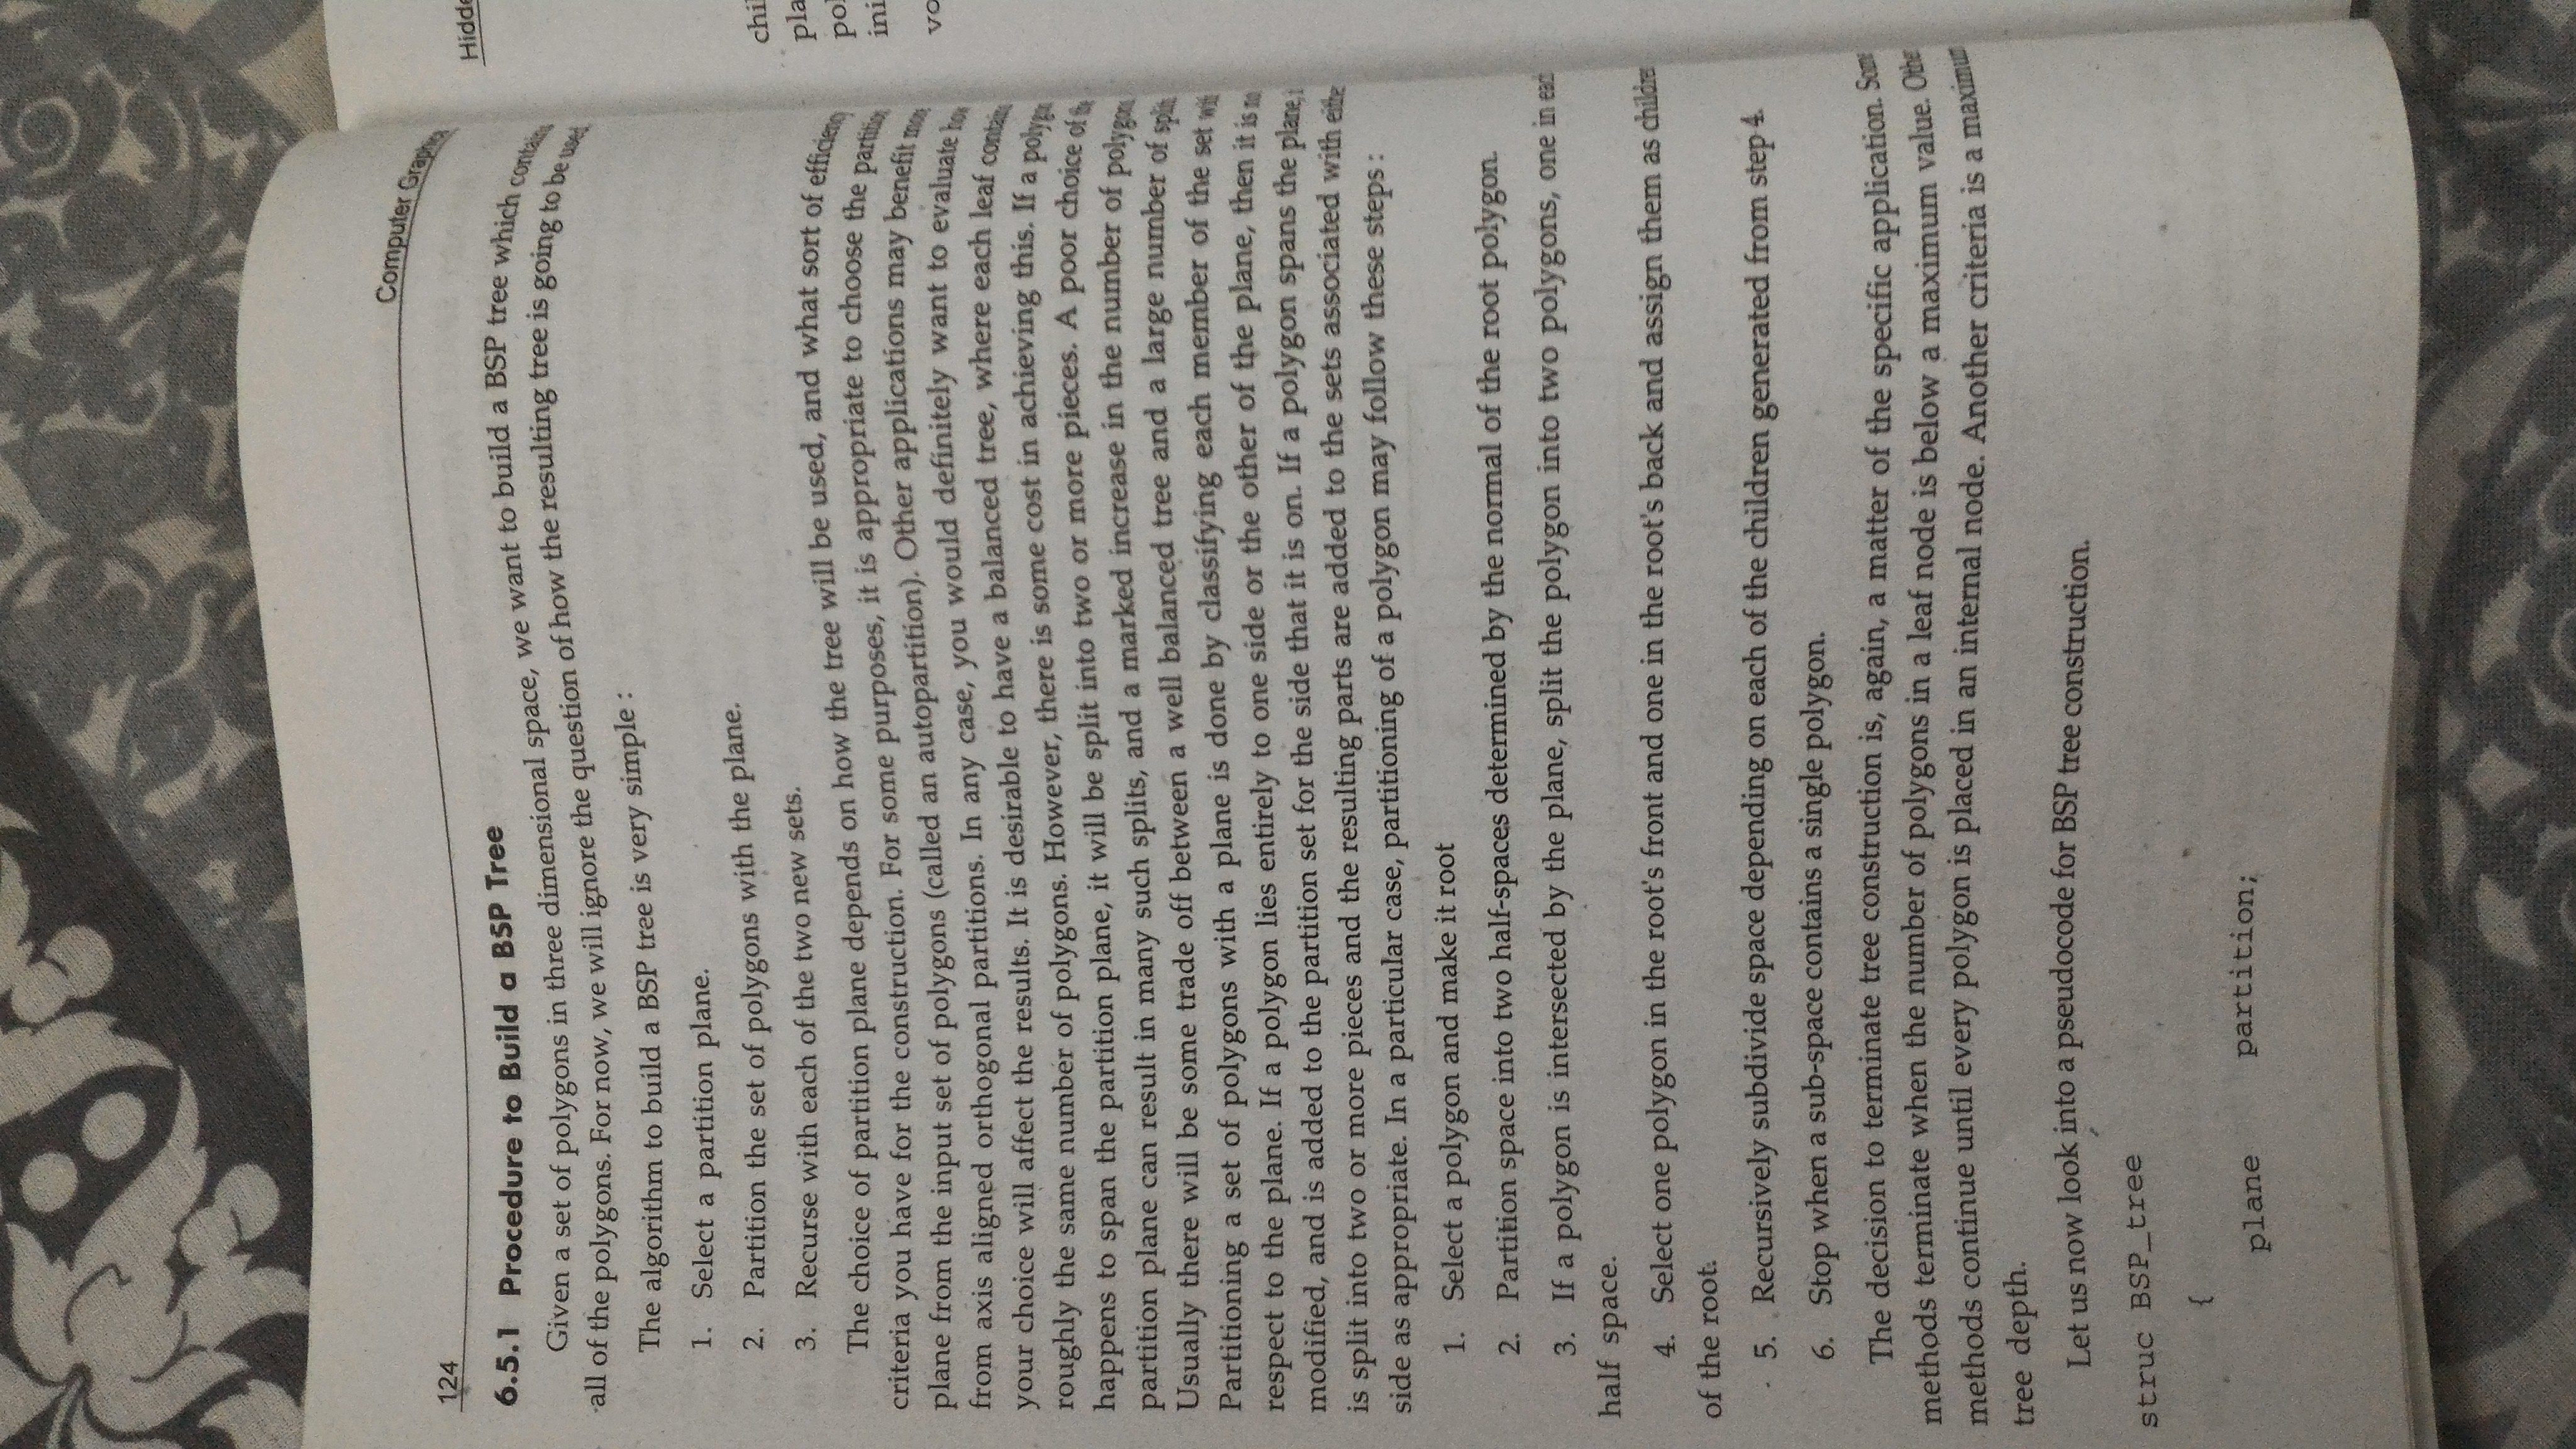 124
Computer Graphics
6.5.1 Procedure to Build a BSP Tree
Given a set of polygons in three dimensional space, we want to build a BSP tree which contains
all of the polygons. For now, we will ignore the question of how the resulting tree is going to be used.
The algorithm to build a BSP tree is very simple :
1. Select a partition plane.
2. Partition the set of polygons with the plane.
3. Recurse with each of the two new sets.
The choice of partition plane depends on how the tree will be used, and what sort of efficiency
criteria you have for the construction. For some purposes, it is appropriate to choose the partition
plane from the input set of polygons (called an autopartition). Other applications may benefit more
from axis aligned orthogonal partitions. In any case, you would definitely want to evaluate how
your choice will affect the results. It is desirable to have a balanced tree, where each leaf contains
roughly the same number of polygons. However, there is some cost in achieving this. If a polygon
happens to span the partition plane, it will be split into two or more pieces. A poor choice of the
partition plane can result in many such splits, and a marked increase in the number of polygons.
Usually there will be some trade off between a well balanced tree and a large number of splits.
Partitioning a set of polygons with a plane is done by classifying each member of the set with
respect to the plane. If a polygon lies entirely to one side or the other of the plane, then it is
modified, and is added to the partition set for the side that it is on. If a polygon spans the plane,
is split into two or more pieces and the resulting parts are added to the sets associated with either
side as appropriate. In a particular case, partitioning of a polygon may follow these steps :
1. Select a polygon and make it root
2. Partition space into two half-spaces determined by the normal of the root polygon.
3. If a polygon is intersected by the plane, split the polygon into two polygons, one in each
half space.
4. Select one polygon in the root's front and one in the root's back and assign them as children
of the root.
5. Recursively subdivide space depending on each of the children generated from step 4.
6. Stop when a sub-space contains a single polygon.
The decision to terminate tree construction is, again, a matter of the specific application. Some
methods terminate when the number of polygons in a leaf node is below a maximum value. Other
methods continue until every polygon is placed in an internal node. Another criteria is a maximum
tree depth.
Let us now look into a pseudocode for BSP tree construction.
struc BSP_tree
{
plane partition;
Hidde
chil
pla
pol
ini
vo